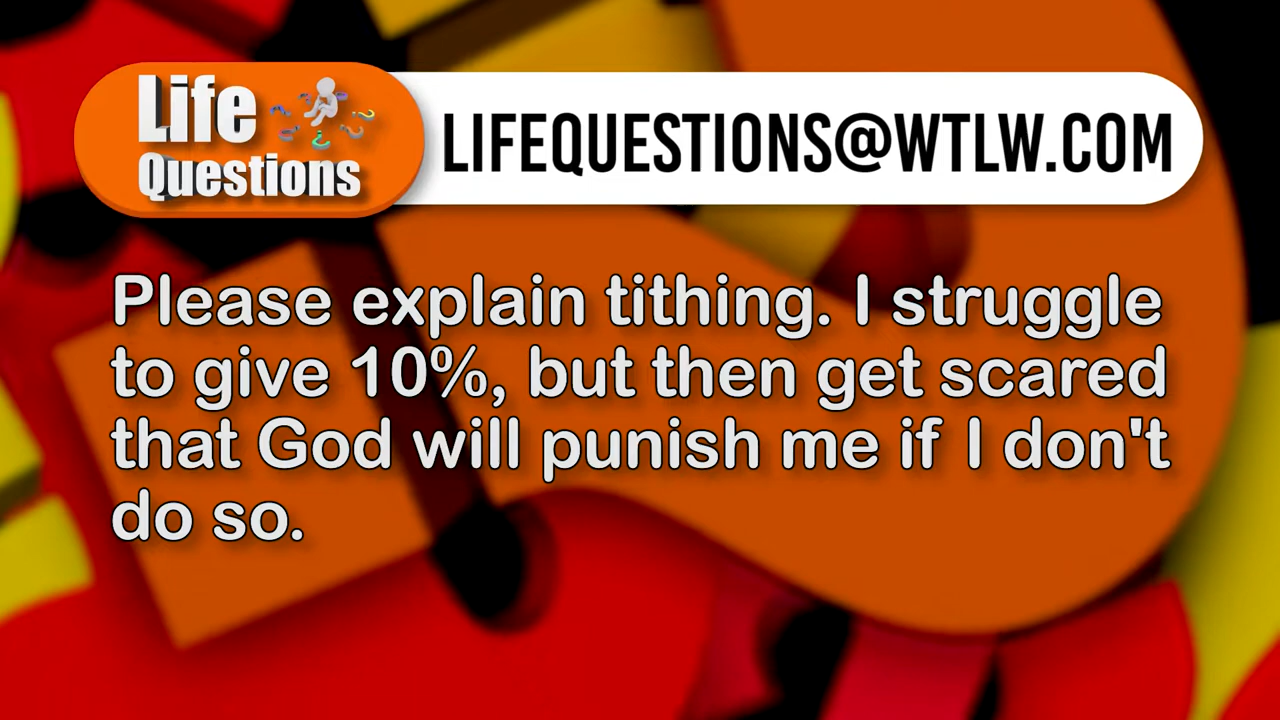 Life
Questions
LIFEQUESTIONS@WTLW.COM
Please explain tithing. I struggle
to give 10%, but then get scared
that God will punish me if I don't
do so.